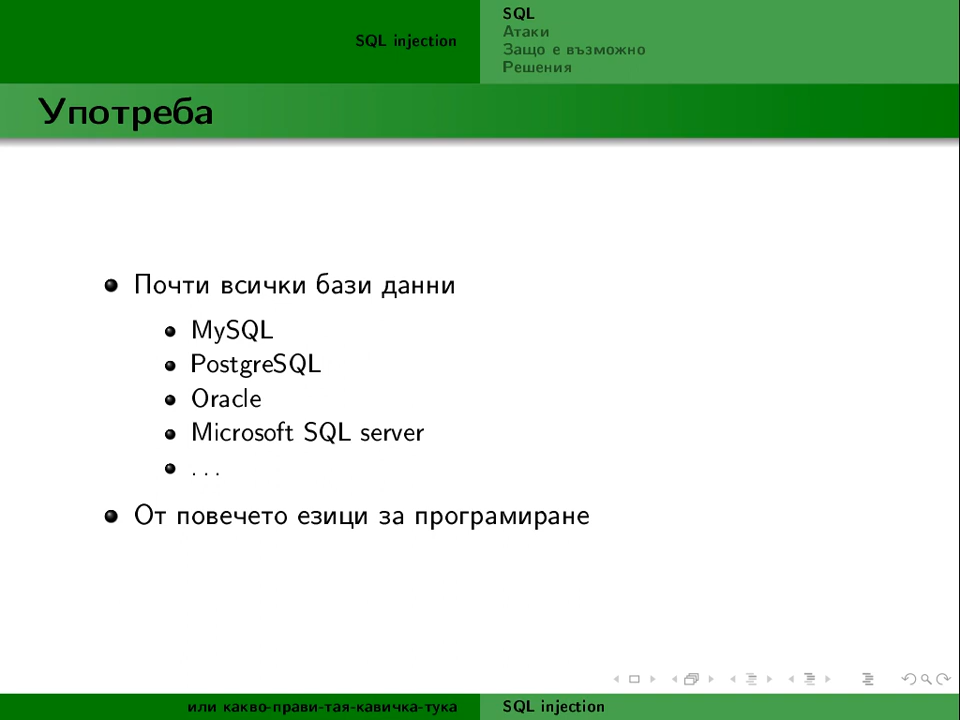 SQL injection
SQL
Атаки
Защо е възможно
Решения
Употреба
Почти всички бази данни
MySQL
PostgreSQL
Oracle
Microsoft SQL server
. . .
От повечето езици за програмиране
или какво-прави-тая-кавичка-тука
SQL injection